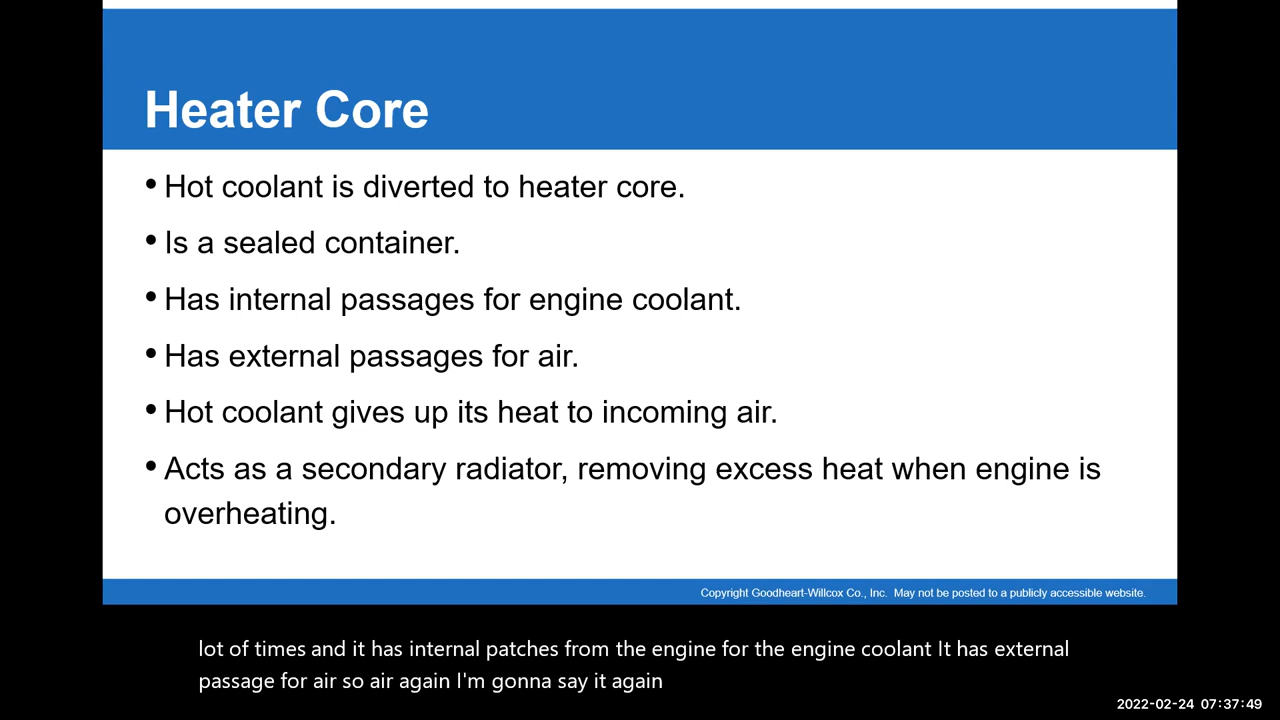 Heater Core
• Hot coolant is diverted to heater core.
• Is a sealed container.
• Has internal passages for engine coolant.
• Has external passages for air.
• Hot coolant gives up its heat to incoming air.
• Acts as a secondary radiator, removing excess heat when engine is
overheating.
Copyright Goodheart-Willcox Co., Inc. May not be posted to a publicly accessible website.
lot of times and it has internal patches from the engine for the engine coolant It has external
passage for air so air again I'm gonna say it again
2022-02-24 07:37:49